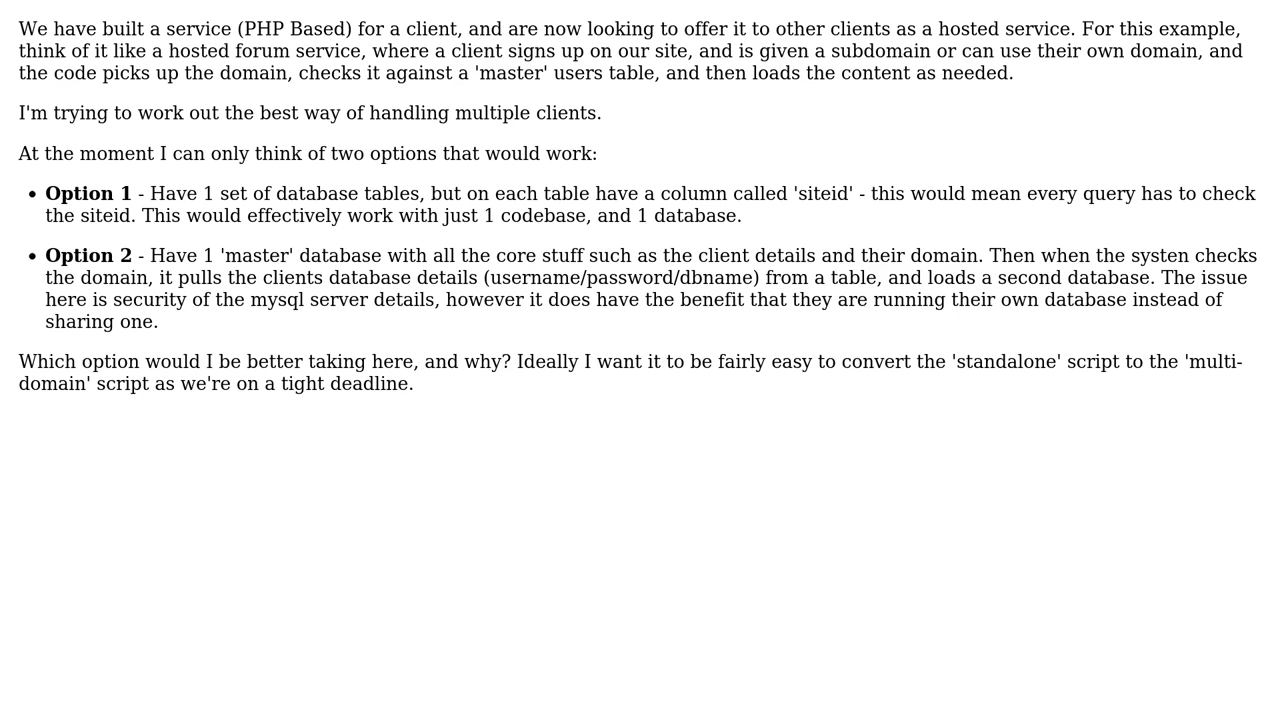 We have built a service (PHP Based) for a client, and are now looking to offer it to other clients as a hosted service. For this example,
think of it like a hosted forum service, where a client signs up on our site, and is given a subdomain or can use their own domain, and
the code picks up the domain, checks it against a 'master' users table, and then loads the content as needed.
I'm trying to work out the best way of handling multiple clients.
At the moment I can only think of two options that would work:
• Option 1 - Have 1 set of database tables, but on each table have a column called 'siteid' - this would mean every query has to check
the siteid. This would effectively work with just 1 codebase, and 1 database.
• Option 2 - Have 1 'master' database with all the core stuff such as the client details and their domain. Then when the systen checks
the domain, it pulls the clients database details (username/password/dbname) from a table, and loads a second database. The issue
here is security of the mysql server details, however it does have the benefit that they are running their own database instead of
sharing one.
Which option would I be better taking here, and why? Ideally I want it to be fairly easy to convert the 'standalone' script to the 'multi-
domain' script as we're on a tight deadline.